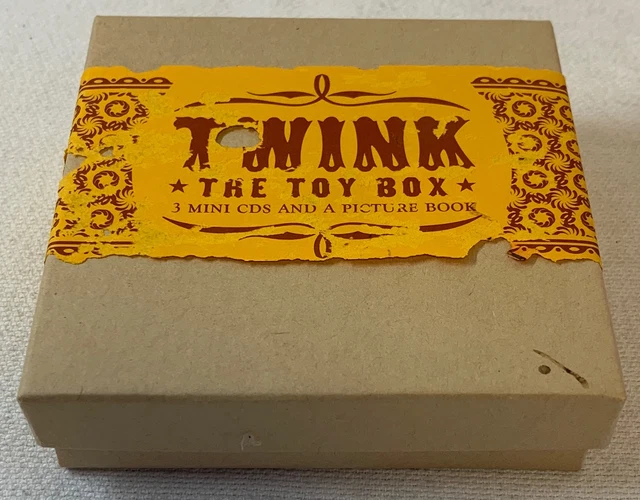 TWINK
★ THE TOY BOX ★
3 MINI CDS AND A PICTURE BOOK